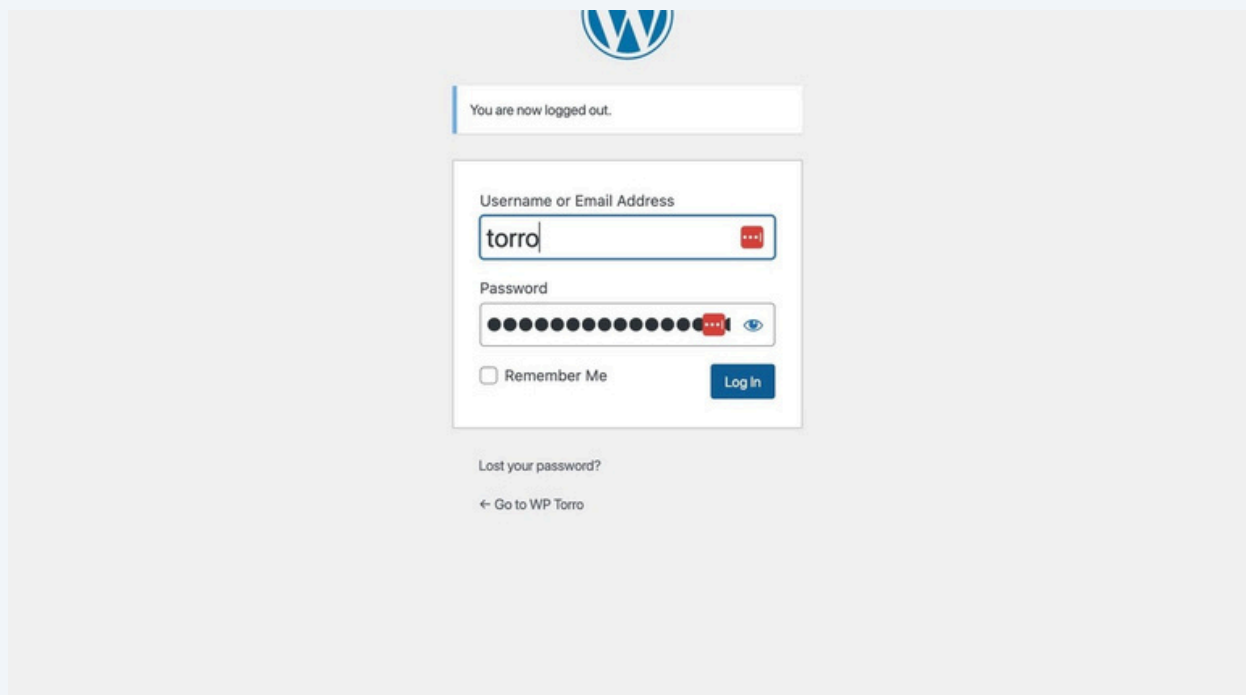 You are now logged out.
Username or Email Address
torro
Password
Remember Me
Log In
Lost your password?
← Go to WP Torro